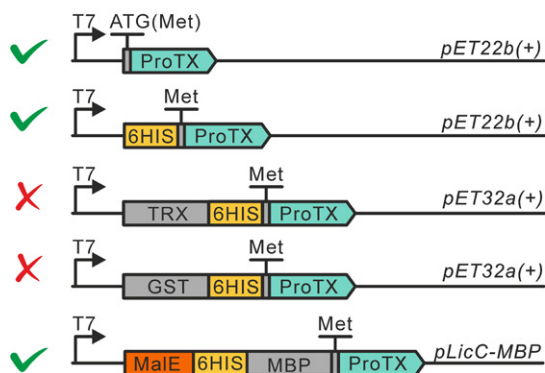 T7 ATG(Met)
ProTX pET22b(+)
T7 Met
6HIS ProTX pET22b(+)
T7 Met
TRX 6HIS ProTX pET32a(+)
T7 Met
GST 6HIS ProTX pET32a(+)
T7 Met
MalE 6HIS MBP ProTX pLicC-MBP